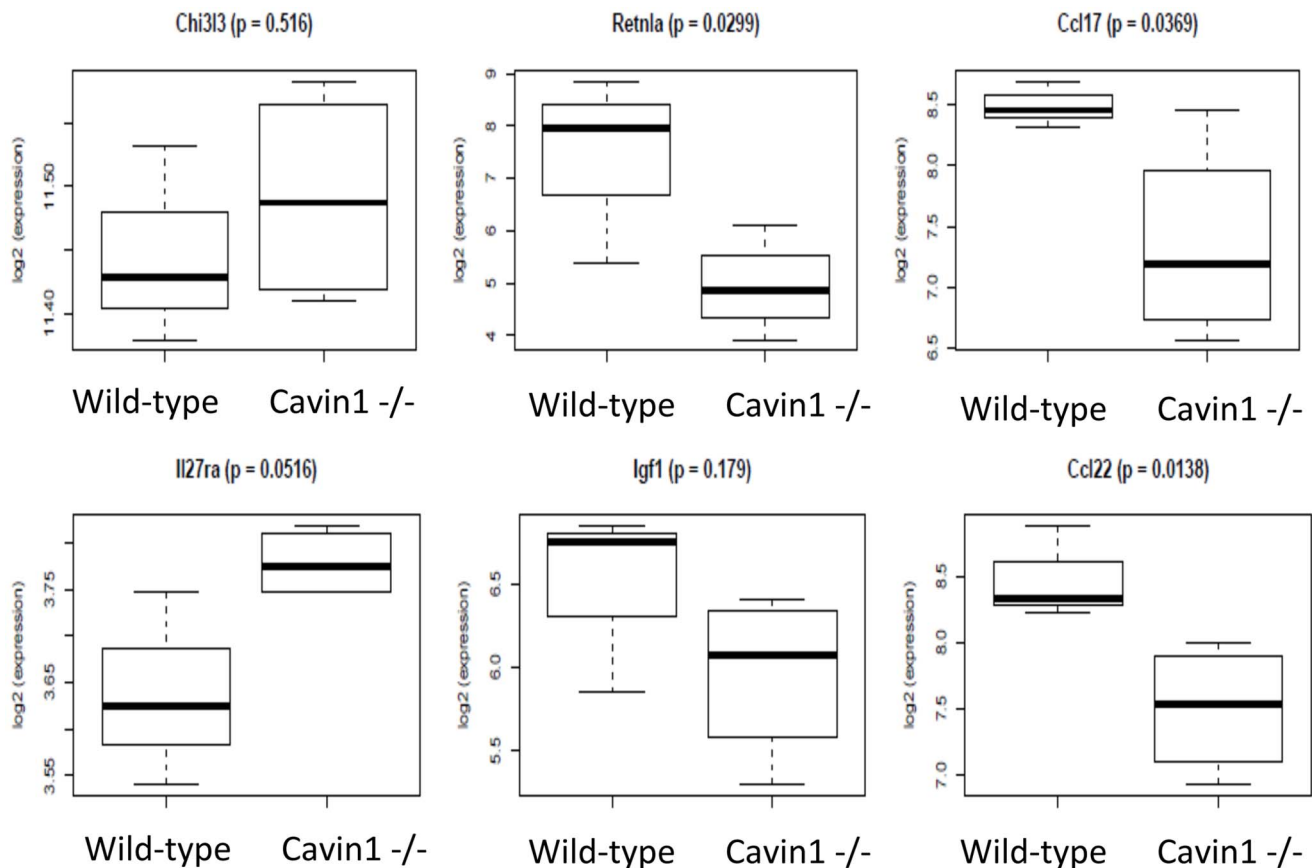 Chi3l3 (p = 0.516)
log2 (expression)
11.50
11.40
Wild-type Cavin1 -/-
Retnla (p = 0.0299)
log2 (expression)
9
8
7
6
5
4
Wild-type Cavin1 -/-
Ccl17 (p = 0.0369)
log2 (expression)
8.5
8.0
7.5
7.0
6.5
Wild-type Cavin1 -/-
Il27ra (p = 0.0516)
log2 (expression)
3.75
3.65
3.55
Wild-type Cavin1 -/-
Igf1 (p = 0.179)
log2 (expression)
6.5
6.0
5.5
Wild-type Cavin1 -/-
Ccl22 (p = 0.0138)
log2 (expression)
8.5
8.0
7.5
7.0
Wild-type Cavin1 -/-